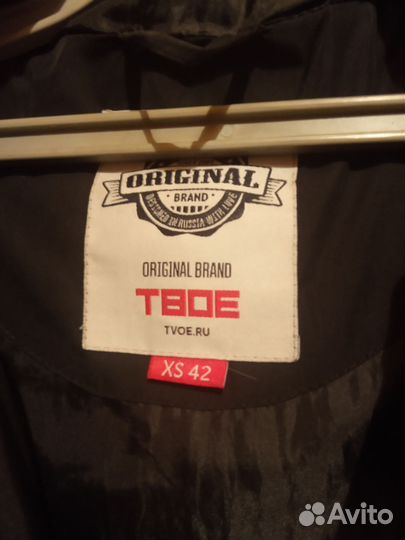 ORIGINAL
BRAND
DESIGNED IN RUSSIA WITH LOVE
ORIGINAL BRAND
ТВОЕ
TVOE.RU
XS 42
Avito